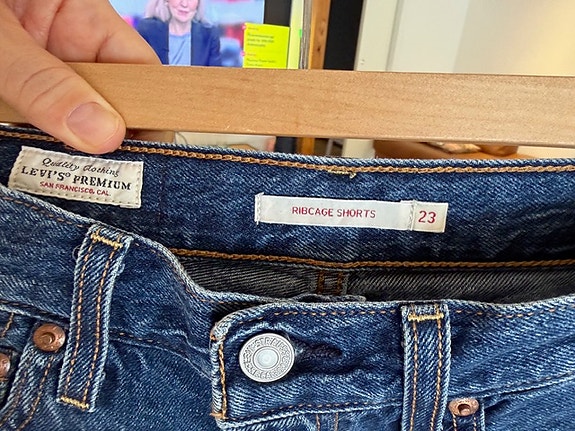 Quality clothing
LEVI'S® PREMIUM
SAN FRANCISCO, CAL.
RIBCAGE SHORTS
23